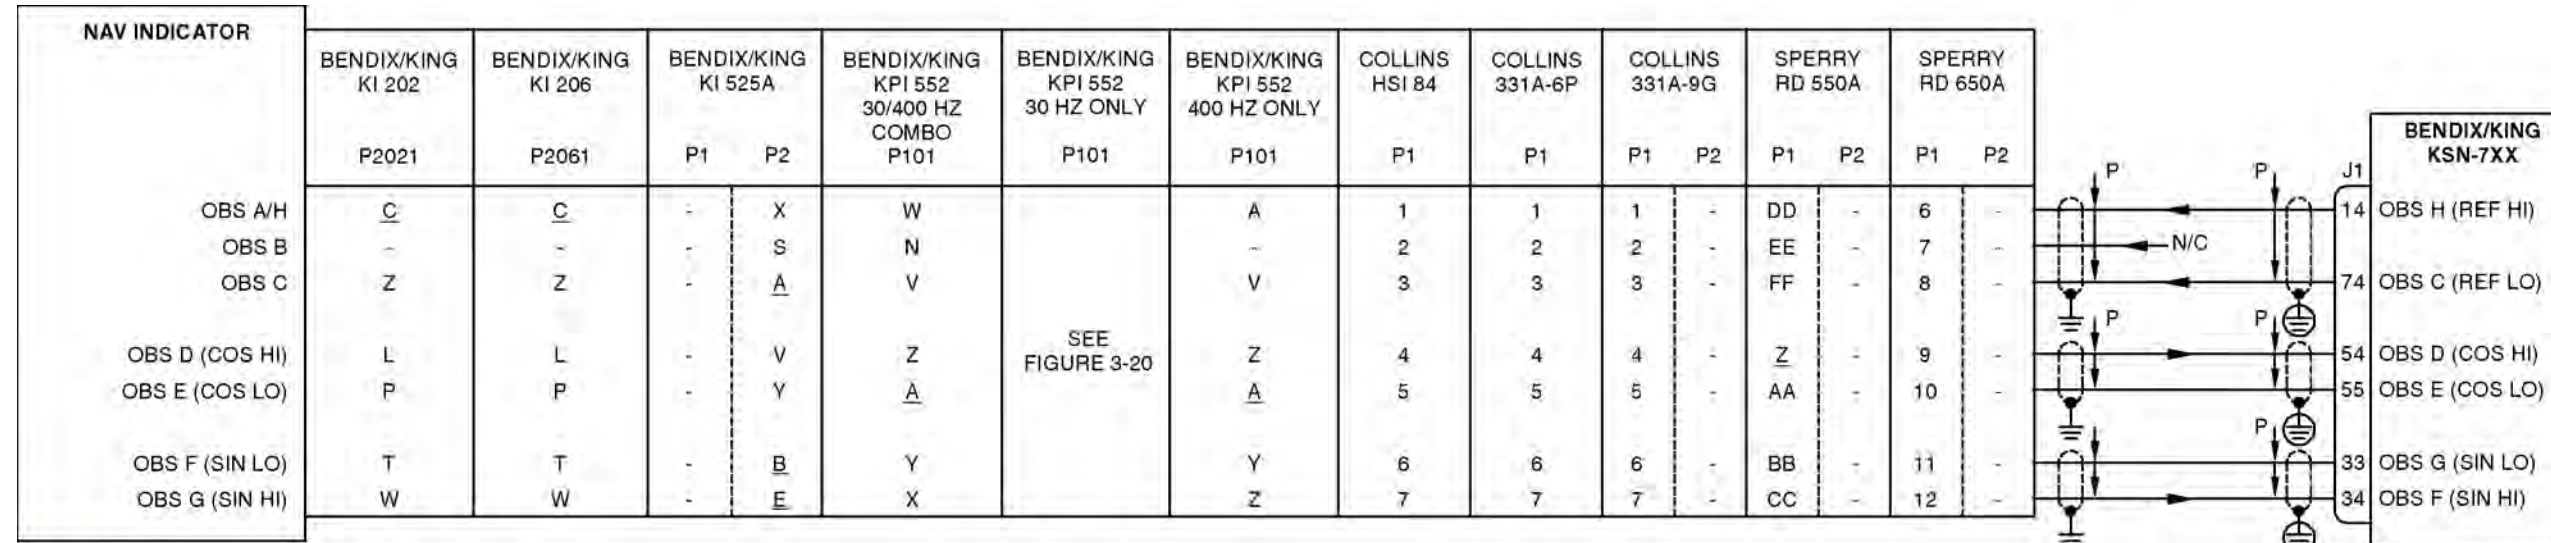 NAV INDICATOR
BENDIX/KING BENDIX/KING BENDIX/KING BENDIX/KING BENDIX/KING BENDIX/KING COLLINS COLLINS COLLINS SPERRY SPERRY
KI 202 KI 206 KI 525A KPI 552 KPI 552 KPI 552 HSI 84 331A-6P 331A-9G RD 550A RD 650A
30/400 HZ 30 HZ ONLY 400 HZ ONLY
COMBO
BENDIX/KING
KSN-7XX
P2021 P2061 P1 P2 P101 P101 P101 P1 P1 P1 P2 P1 P2 P1 P2
P P J1
OBS A/H C C - X W A 1 1 1 - DD - 6 - 14 OBS H (REF HI)
OBS B - - - S N - 2 2 2 - EE - 7 - N/C
OBS C Z Z - A V V 3 3 3 - FF - 8 - 74 OBS C (REF LO)
P P
SEE
FIGURE 3-20
OBS D (COS HI) L L - V Z Z 4 4 4 - Z - 9 - 54 OBS D (COS HI)
OBS E (COS LO) P P - Y A A 5 5 5 - AA - 10 - 55 OBS E (COS LO)
P
OBS F (SIN LO) T T - B Y Y 6 6 6 - BB - 11 - 33 OBS G (SIN LO)
OBS G (SIN HI) W W - E X Z 7 7 7 - CC - 12 - 34 OBS F (SIN HI)